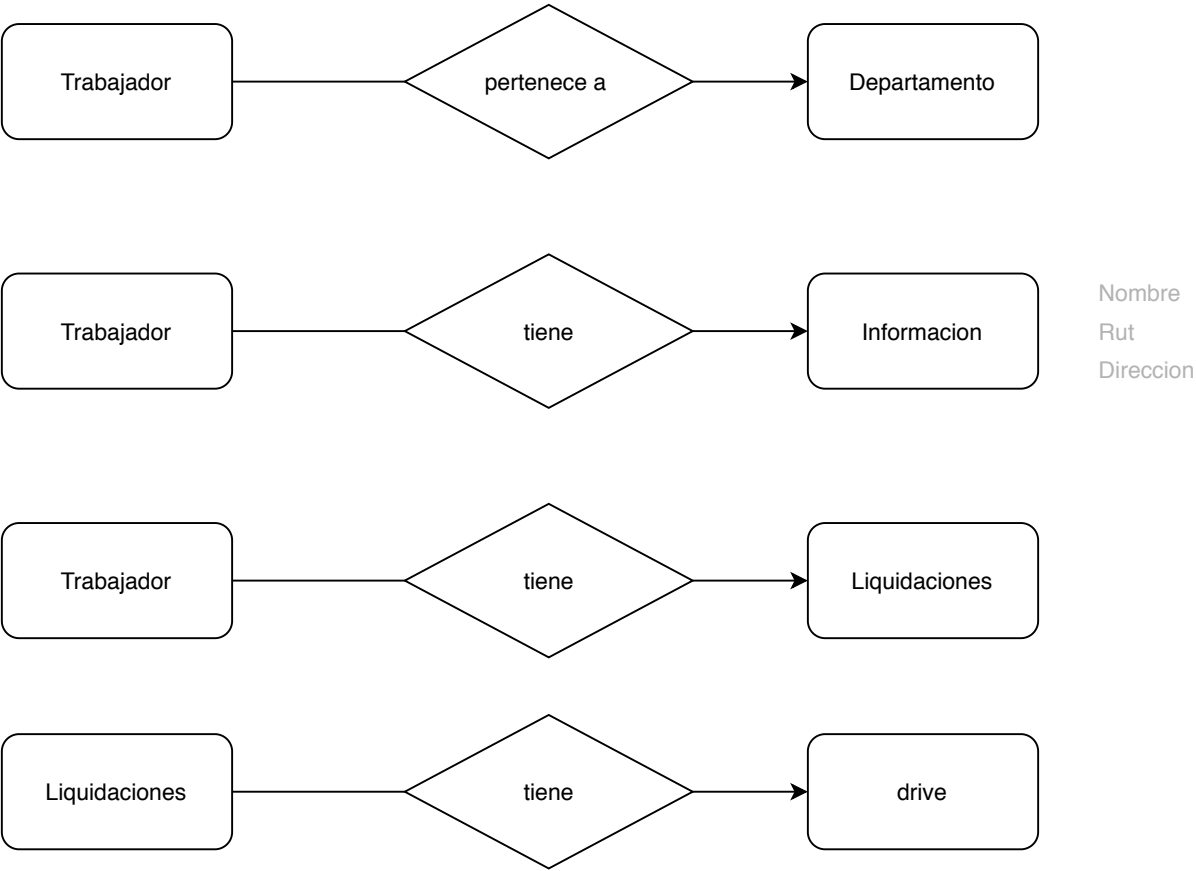 Trabajador
pertenece a
Departamento
Trabajador
tiene
Informacion
Nombre
Rut
Direccion
Trabajador
tiene
Liquidaciones
Liquidaciones
tiene
drive